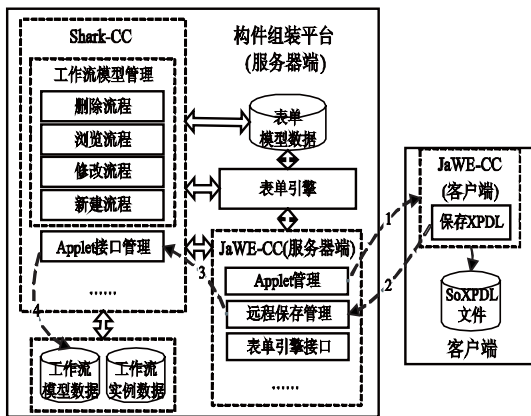 Shark-CC
工作流模型管理
删除流程
浏览流程
修改流程
新建流程
Applet接口管理
......
构件组装平台
(服务器端)
表单
模型数据
表单引擎
JaWE-CC(服务器端)
Applet管理
远程保存管理
表单引擎接口
......
工作流
模型数据
工作流
实例数据
JaWE-CC
(客户端)
保存XPDL
SoXPDL
文件
客户端
1
2
3
4